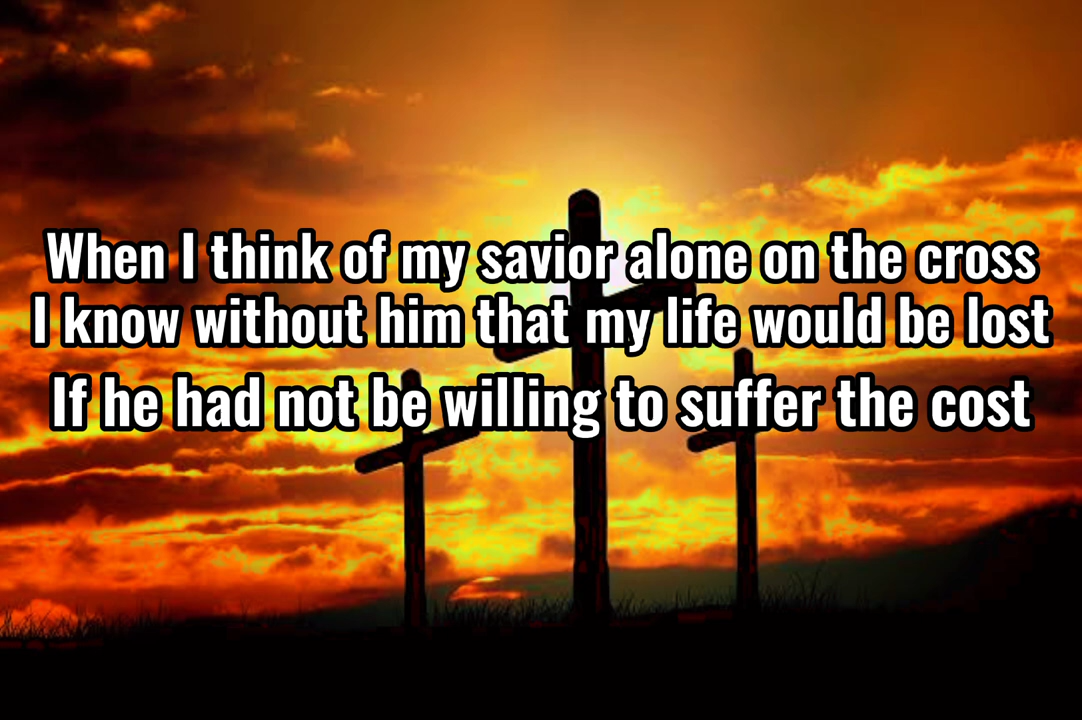 When I think of my savior alone on the cross
I know without him that my life would be lost
If he had not be willing to suffer the cost